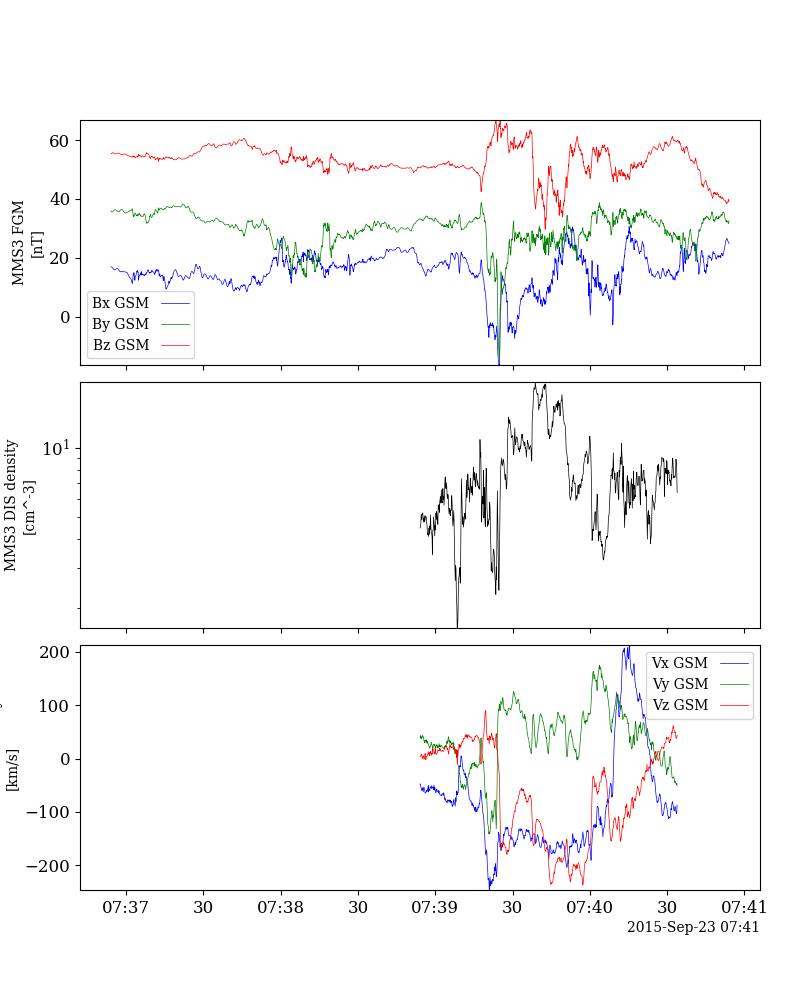 60
40
20
0
MMS3 FGM
[nT]
Bx GSM
By GSM
Bz GSM
10^1
MMS3 DIS density
[cm^-3]
200
100
0
−100
−200
[km/s]
Vx GSM
Vy GSM
Vz GSM
07:37 30 07:38 30 07:39 30 07:40 30 07:41
2015-Sep-23 07:41